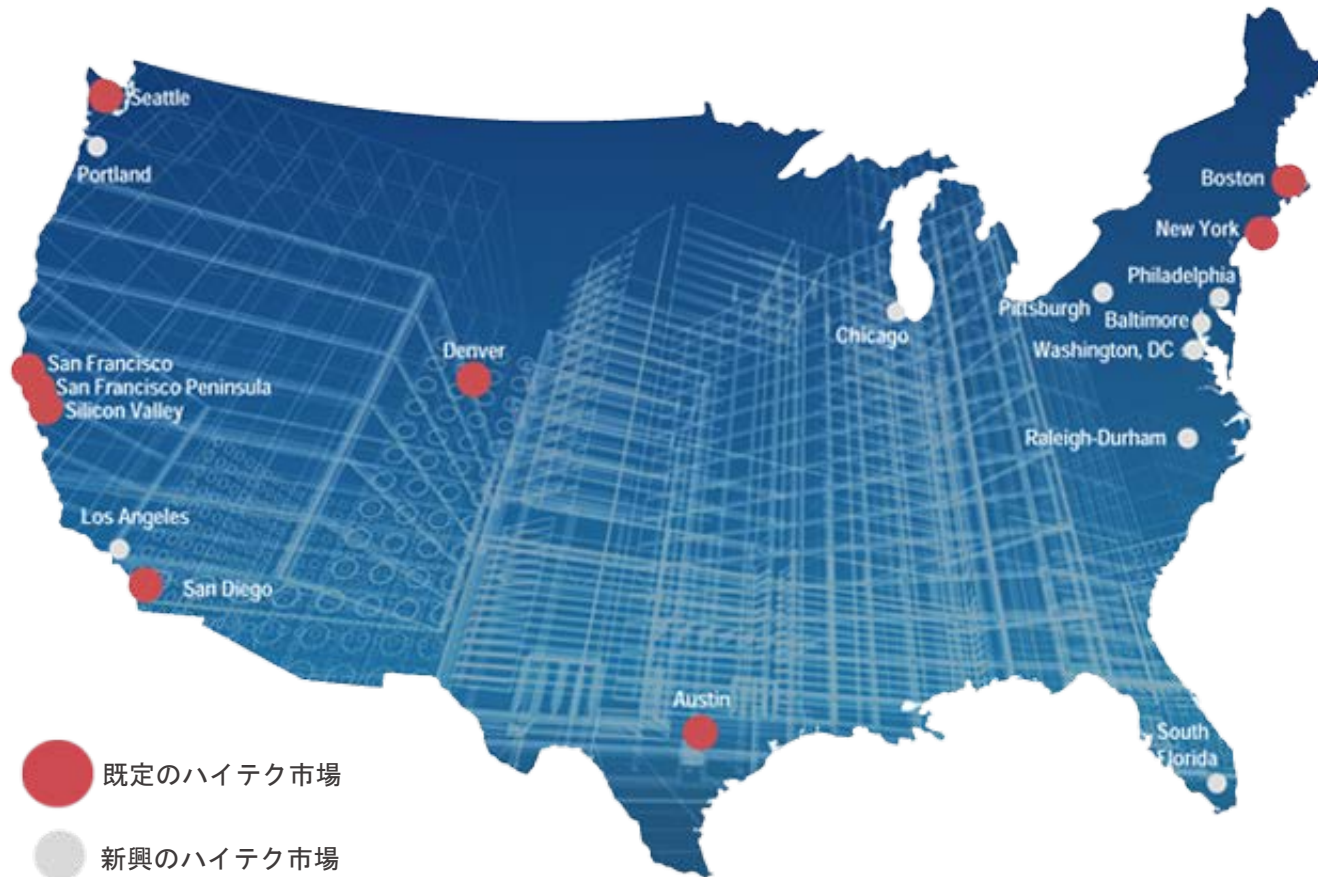 Seattle
Portland
Boston
New York
Philadelphia
Pittsburgh
Baltimore
Chicago
Washington, DC
Denver
San Francisco
San Francisco Peninsula
Silicon Valley
Raleigh-Durham
Los Angeles
San Diego
Austin
South
Florida
既定のハイテク市場
新興のハイテク市場